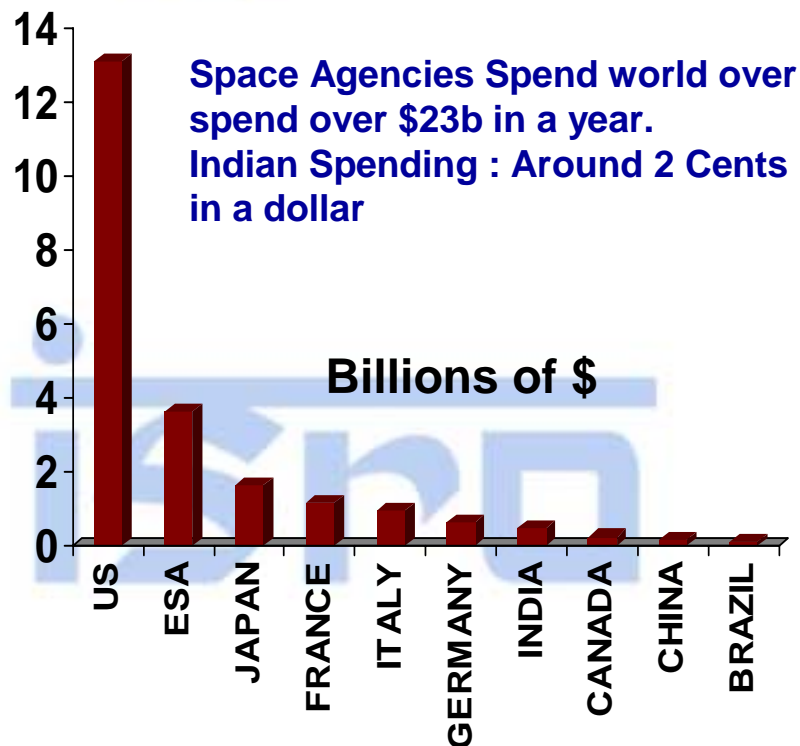 14
12
10
8
6
4
2
0
Space Agencies Spend world over
spend over $23b in a year.
Indian Spending : Around 2 Cents
in a dollar
Billions of $
isro
US
ESA
JAPAN
FRANCE
ITALY
GERMANY
INDIA
CANADA
CHINA
BRAZIL